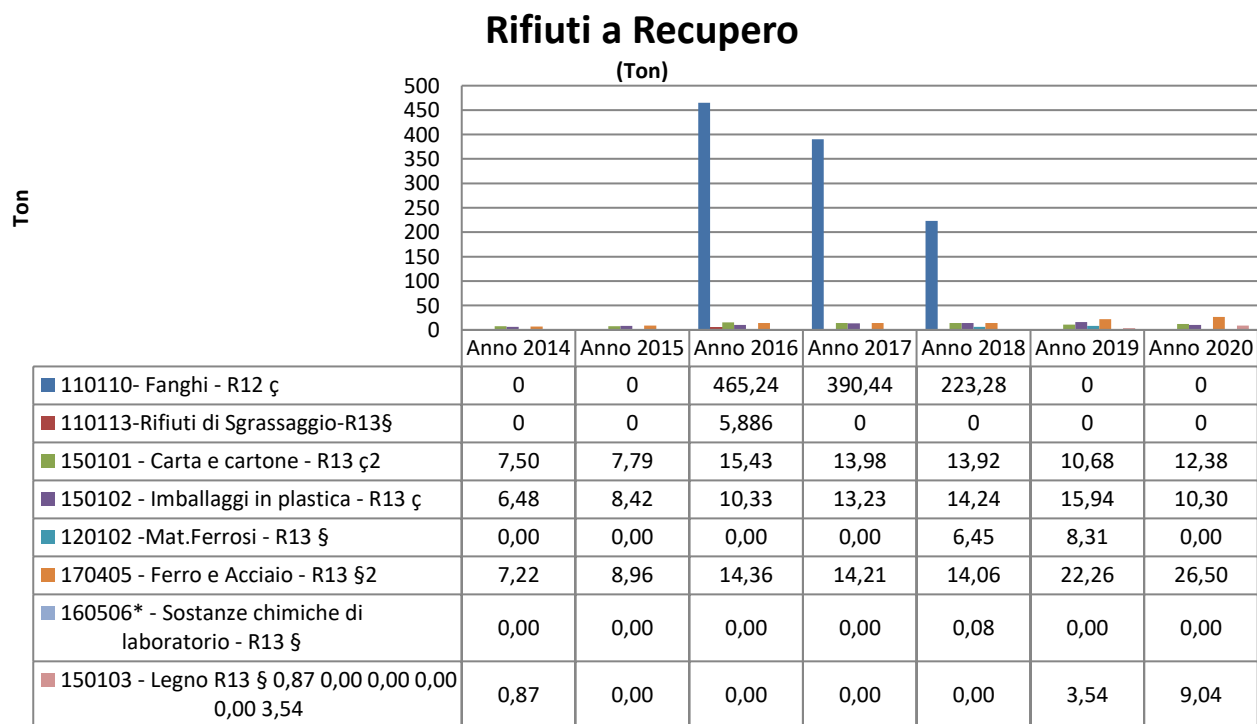 Rifiuti a Recupero
(Ton)
Ton
500
450
400
350
300
250
200
150
100
50
0
Anno 2014 Anno 2015 Anno 2016 Anno 2017 Anno 2018 Anno 2019 Anno 2020
110110- Fanghi - R12 ç 0 0 465,24 390,44 223,28 0 0
110113-Rifiuti di Sgrassaggio-R13§ 0 0 5,886 0 0 0 0
150101 - Carta e cartone - R13 ç2 7,50 7,79 15,43 13,98 13,92 10,68 12,38
150102 - Imballaggi in plastica - R13 ç 6,48 8,42 10,33 13,23 14,24 15,94 10,30
120102 -Mat.Ferrosi - R13 § 0,00 0,00 0,00 0,00 6,45 8,31 0,00
170405 - Ferro e Acciaio - R13 §2 7,22 8,96 14,36 14,21 14,06 22,26 26,50
160506* - Sostanze chimiche di
laboratorio - R13 § 0,00 0,00 0,00 0,00 0,08 0,00 0,00
150103 - Legno R13 § 0,87 0,00 0,00 0,00
0,00 3,54 0,87 0,00 0,00 0,00 0,00 3,54 9,04